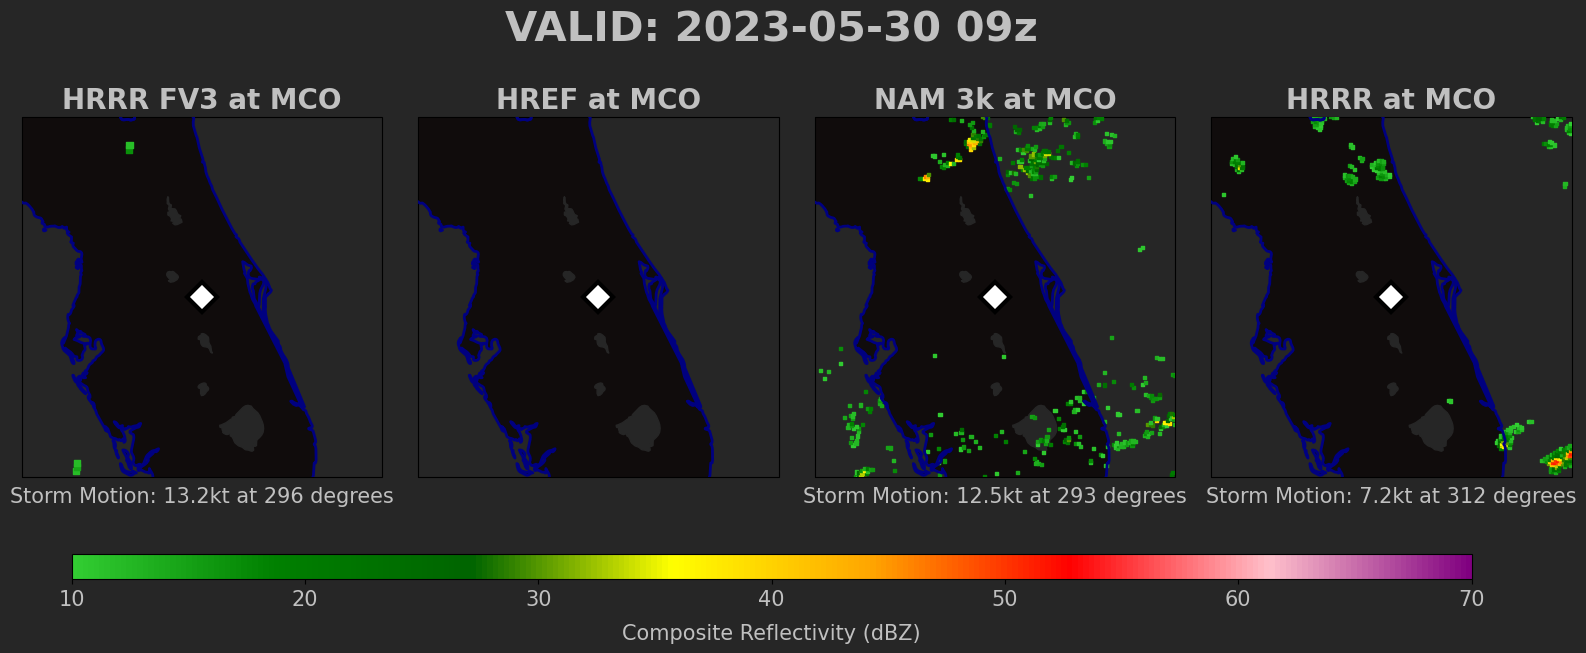 VALID: 2023-05-30 09z
HRRR FV3 at MCO
HREF at MCO
NAM 3k at MCO
HRRR at MCO
Storm Motion: 13.2kt at 296 degrees
Storm Motion: 12.5kt at 293 degrees
Storm Motion: 7.2kt at 312 degrees
10 20 30 40 50 60 70
Composite Reflectivity (dBZ)